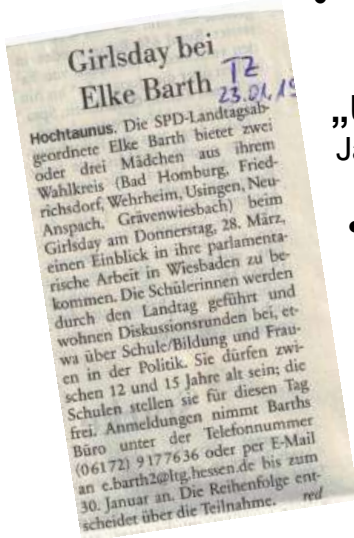 Girlsday bei
Elke Barth
TZ
23.01.19
Hochtaunus. Die SPD-Landtagsab-
geordnete Elke Barth bietet zwei
oder drei Mädchen aus ihrem
Wahlkreis (Bad Homburg, Fried-
richsdorf, Wehrheim, Usingen, Neu-
Anspach, Grävenwiesbach) beim
Girlsday am Donnerstag, 28. März,
einen Einblick in ihre parlamenta-
rische Arbeit in Wiesbaden zu be-
kommen. Die Schülerinnen werden
durch den Landtag geführt und
wohnen Diskussionsrunden bei, et-
wa über Schule/Bildung und Frau-
en in der Politik. Sie dürfen zwi-
schen 12 und 15 Jahre alt sein; die
Schulen stellen sie für diesen Tag
frei. Anmeldungen nimmt Barths
Büro unter der Telefonnummer
(06172) 9177636 oder per E-Mail
an e.barth2@ltg.hessen.de bis zum
30. Januar an. Die Reihenfolge ent-
scheidet über die Teilnahme. red